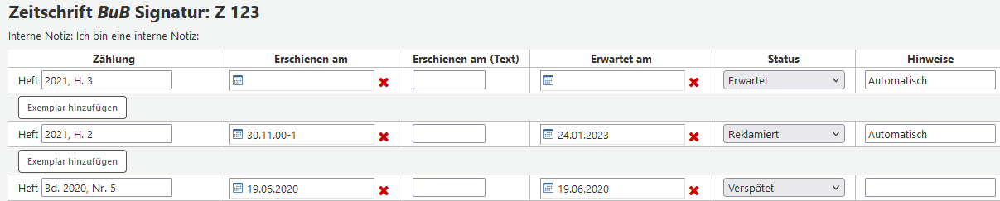 Zeitschrift BuB Signatur: Z 123
Interne Notiz: Ich bin eine interne Notiz:
Zählung Erschienen am Erschienen am (Text) Erwartet am Status Hinweise
Heft 2021, H. 3 Erwartet Automatisch
Exemplar hinzufügen
Heft 2021, H. 2 30.11.00-1 24.01.2023 Reklamiert Automatisch
Exemplar hinzufügen
Heft Bd. 2020, Nr. 5 19.06.2020 19.06.2020 Verspätet